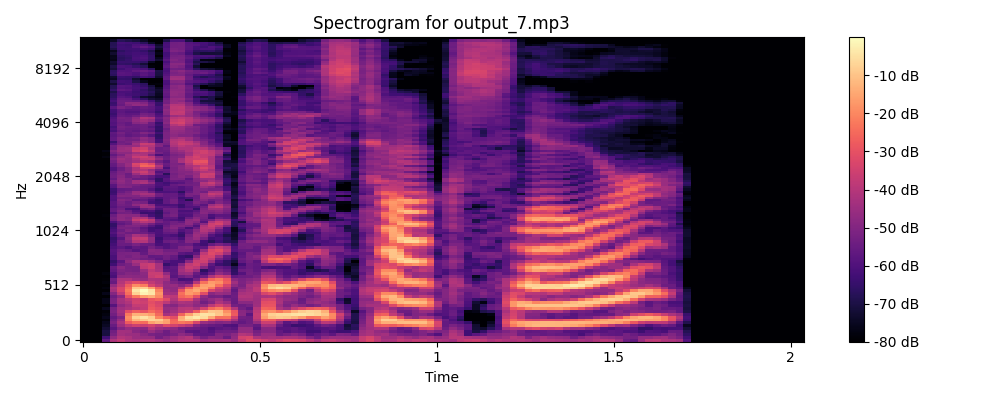 Spectrogram for output_7.mp3
8192
4096
2048
1024
512
0
Hz
0
0.5
1
1.5
2
Time
-10 dB
-20 dB
-30 dB
-40 dB
-50 dB
-60 dB
-70 dB
-80 dB